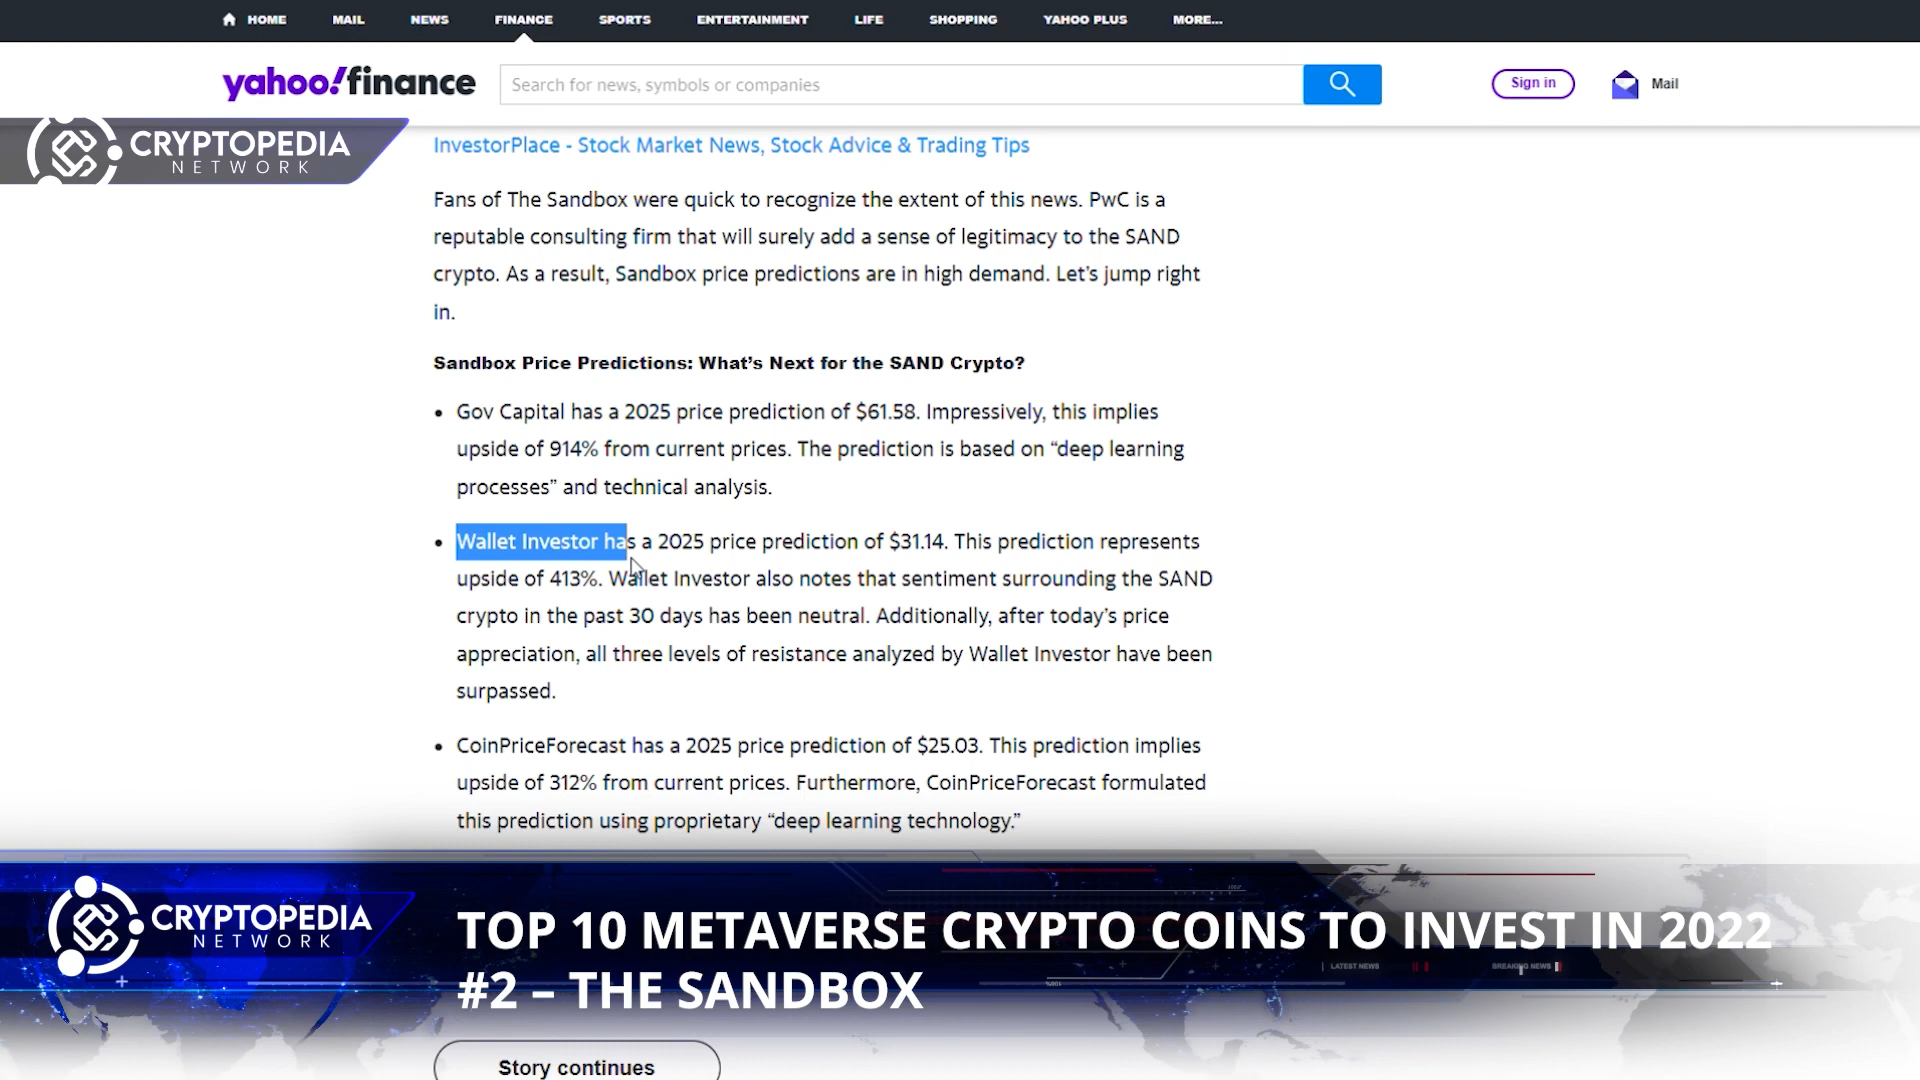 HOME MAIL NEWS FINANCE SPORTS ENTERTAINMENT LIFE SHOPPING YAHOO PLUS MORE...
yahoo!finance
Search for news, symbols or companies
Sign in
Mail
CRYPTOPEDIA
NETWORK
InvestorPlace - Stock Market News, Stock Advice & Trading Tips
Fans of The Sandbox were quick to recognize the extent of this news. PwC is a
reputable consulting firm that will surely add a sense of legitimacy to the SAND
crypto. As a result, Sandbox price predictions are in high demand. Let’s jump right
in.
Sandbox Price Predictions: What’s Next for the SAND Crypto?
• Gov Capital has a 2025 price prediction of $61.58. Impressively, this implies
upside of 914% from current prices. The prediction is based on “deep learning
processes” and technical analysis.
• Wallet Investor has a 2025 price prediction of $31.14. This prediction represents
upside of 413%. Wallet Investor also notes that sentiment surrounding the SAND
crypto in the past 30 days has been neutral. Additionally, after today’s price
appreciation, all three levels of resistance analyzed by Wallet Investor have been
surpassed.
• CoinPriceForecast has a 2025 price prediction of $25.03. This prediction implies
upside of 312% from current prices. Furthermore, CoinPriceForecast formulated
this prediction using proprietary “deep learning technology.”
CRYPTOPEDIA
NETWORK
TOP 10 METAVERSE CRYPTO COINS TO INVEST IN 2022
#2 – THE SANDBOX
LATEST NEWS
BREAKING NEWS
Story continues